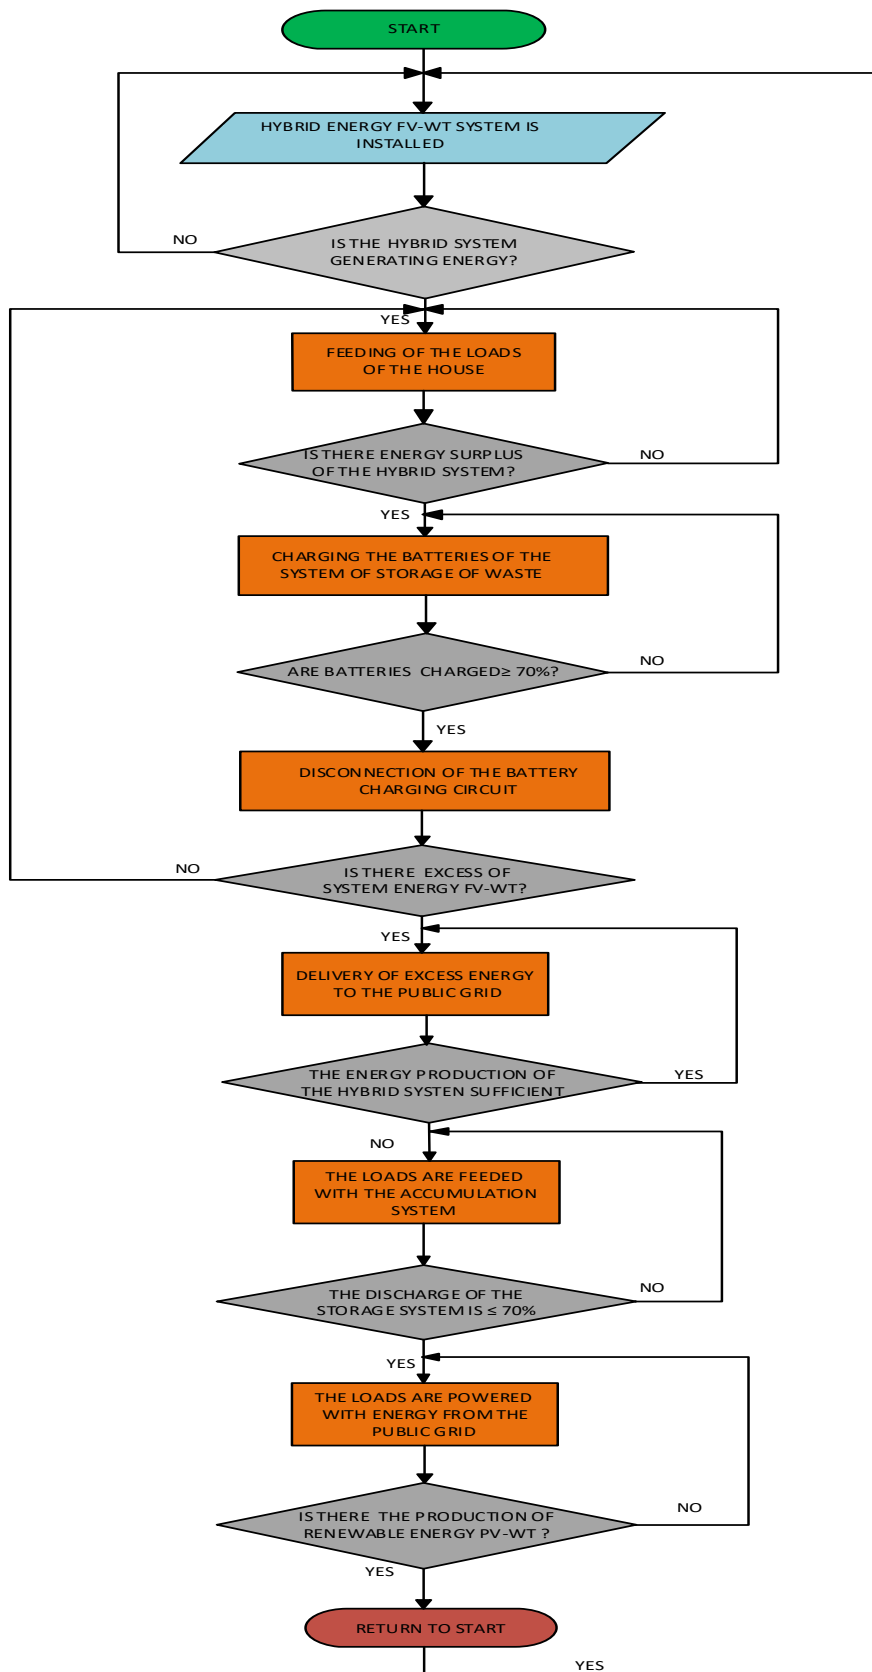 START
HYBRID ENERGY FV-WT SYSTEM IS
INSTALLED
NO
IS THE HYBRID SYSTEM
GENERATING ENERGY?
YES
FEEDING OF THE LOADS
OF THE HOUSE
IS THERE ENERGY SURPLUS
OF THE HYBRID SYSTEM?
NO
YES
CHARGING THE BATTERIES OF THE
SYSTEM OF STORAGE OF WASTE
ARE BATTERIES CHARGED≥ 70%?
NO
YES
DISCONNECTION OF THE BATTERY
CHARGING CIRCUIT
NO
IS THERE EXCESS OF
SYSTEM ENERGY FV-WT?
YES
DELIVERY OF EXCESS ENERGY
TO THE PUBLIC GRID
THE ENERGY PRODUCTION OF
THE HYBRID SYSTEN SUFFICIENT
YES
NO
THE LOADS ARE FEEDED
WITH THE ACCUMULATION
SYSTEM
THE DISCHARGE OF THE
STORAGE SYSTEM IS ≤ 70%
NO
YES
THE LOADS ARE POWERED
WITH ENERGY FROM THE
PUBLIC GRID
IS THERE THE PRODUCTION OF
RENEWABLE ENERGY PV-WT ?
NO
YES
RETURN TO START
YES